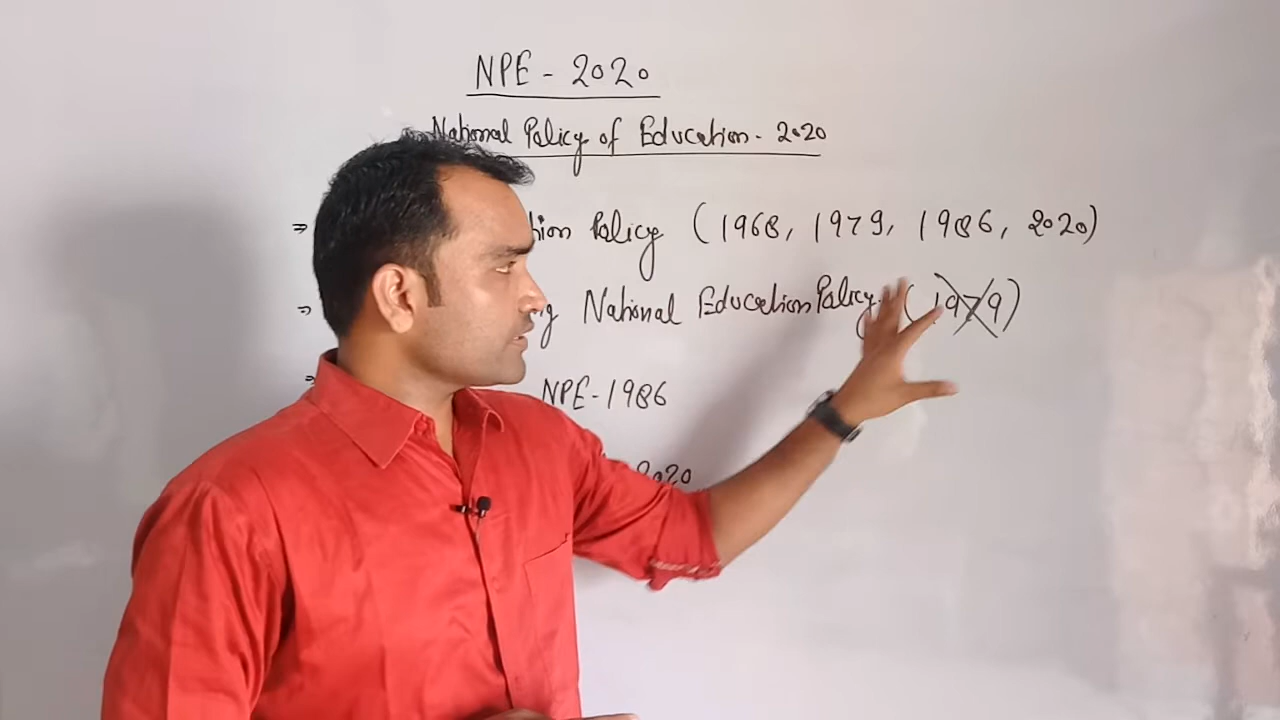 NPE - 2020
National Policy of Education - 2020
⇒ Policy (1968, 1979, 1986, 2020)
⇒ National Education Policy (1979)
⇒ NPE-1986
2020